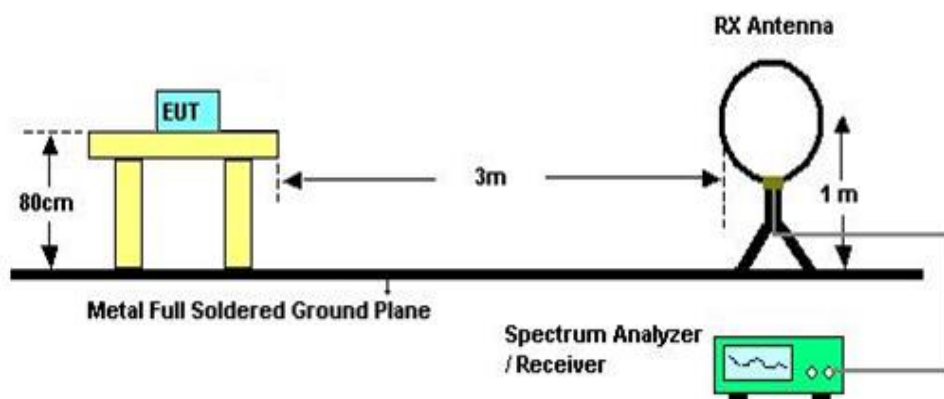 RX Antenna
EUT
80cm
3m
1 m
Metal Full Soldered Ground Plane
Spectrum Analyzer
/ Receiver